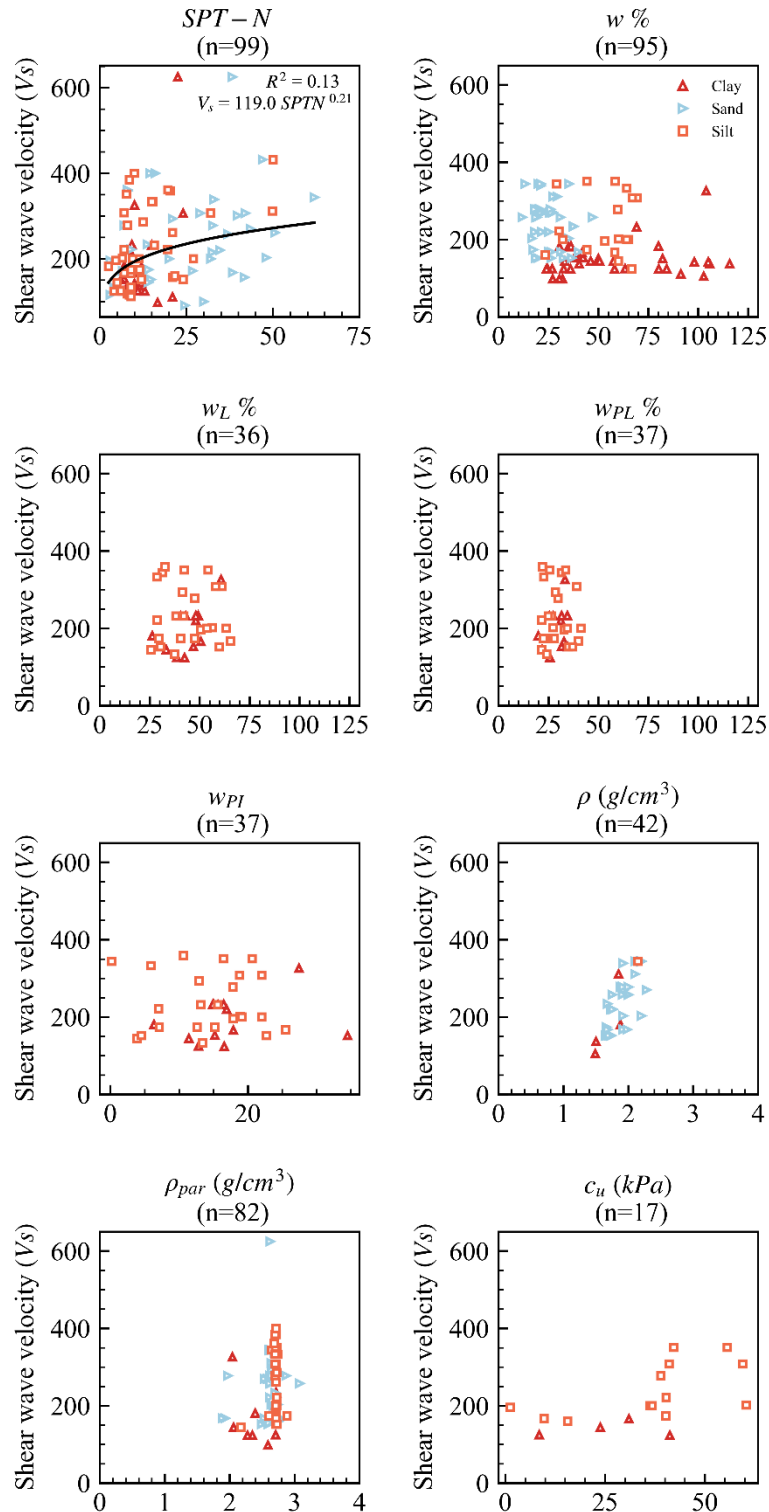 SPT − N
(n=99)
R² = 0.13
Vₛ = 119.0 SPTN^0.21
Shear wave velocity (Vs)
600
400
200
0 25 50 75
w %
(n=95)
Clay
Sand
Silt
Shear wave velocity (Vs)
600
400
200
0
0 25 50 75 100 125
w_L %
(n=36)
Shear wave velocity (Vs)
600
400
200
0
0 25 50 75 100 125
w_PL %
(n=37)
Shear wave velocity (Vs)
600
400
200
0
0 25 50 75 100 125
w_PI
(n=37)
Shear wave velocity (Vs)
600
400
200
0
0 20
ρ (g/cm³)
(n=42)
Shear wave velocity (Vs)
600
400
200
0
0 1 2 3 4
ρ_par (g/cm³)
(n=82)
Shear wave velocity (Vs)
600
400
200
0
0 1 2 3 4
c_u (kPa)
(n=17)
Shear wave velocity (Vs)
600
400
200
0
0 25 50